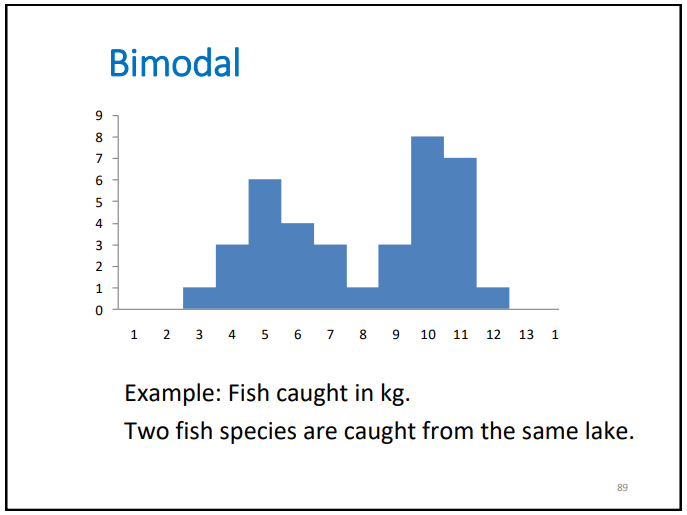 Bimodal
9
8
7
6
5
4
3
2
1
0
1 2 3 4 5 6 7 8 9 10 11 12 13 1
Example: Fish caught in kg.
Two fish species are caught from the same lake.
89